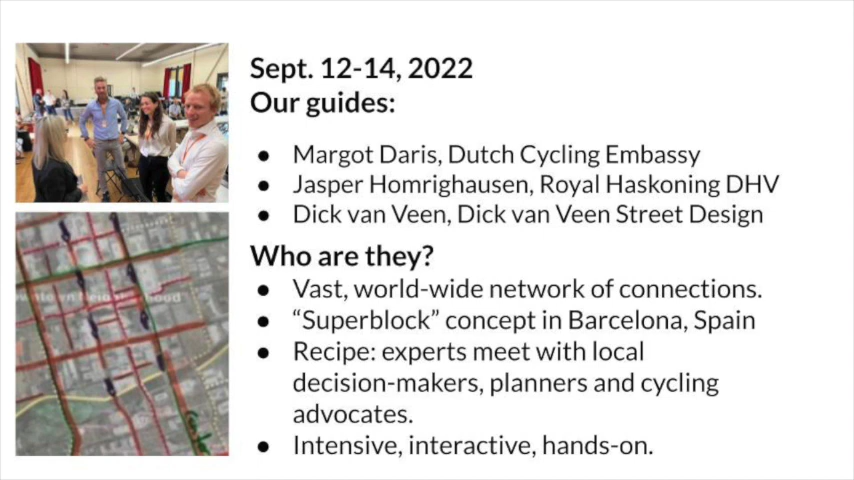 Sept. 12-14, 2022
Our guides:
● Margot Daris, Dutch Cycling Embassy
● Jasper Homrighausen, Royal Haskoning DHV
● Dick van Veen, Dick van Veen Street Design
Who are they?
● Vast, world-wide network of connections.
● “Superblock” concept in Barcelona, Spain
● Recipe: experts meet with local
decision-makers, planners and cycling
advocates.
● Intensive, interactive, hands-on.